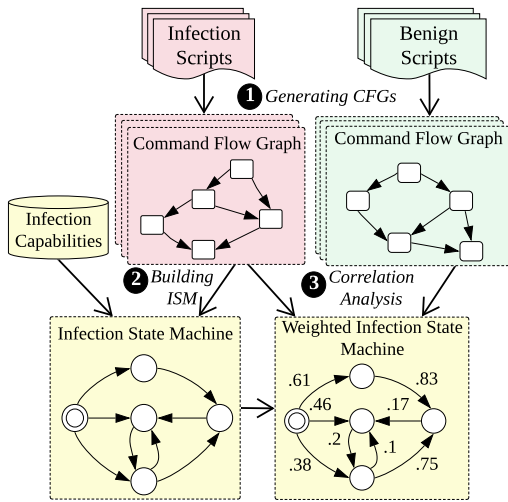 Infection
Scripts
Benign
Scripts
1 Generating CFGs
Command Flow Graph
Command Flow Graph
Infection
Capabilities
2 Building
ISM
3 Correlation
Analysis
Infection State Machine
Weighted Infection State
Machine
.61
.83
.46
.17
.2
.1
.38
.75